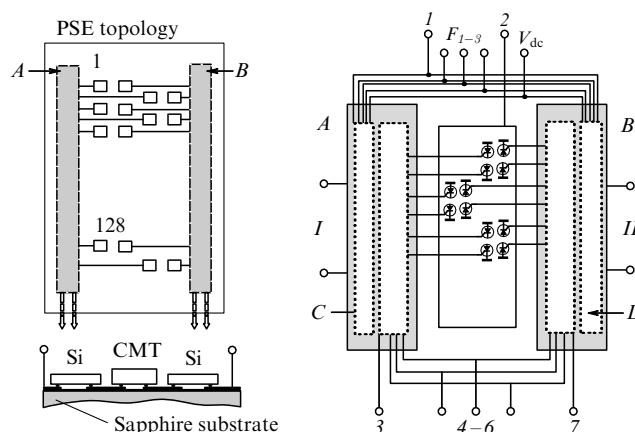 PSE topology
A
1
B
128
Si
CMT
Si
Sapphire substrate
1
F1–3
2
Vdc
A
B
I
II
C
D
3
4–6
7